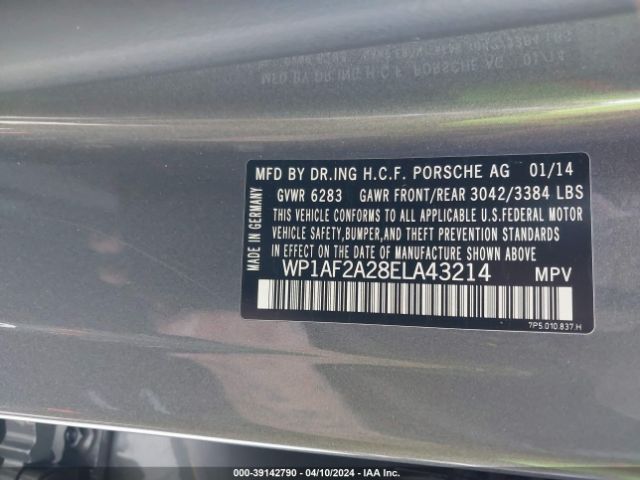 MFD BY DR.ING H.C.F. PORSCHE AG 01/14
GVWR 6283 GAWR FRONT/REAR 3042/3384 LBS
THIS VEHICLE CONFORMS TO ALL APPLICABLE U.S.FEDERAL MOTOR
VEHICLE SAFETY,BUMPER,AND THEFT PREVENTION STANDARDS
IN EFFECT ON THE DATE OF MANUFACTURE SHOWN ABOVE
WP1AF2A28ELA43214 MPV
MADE IN GERMANY
7P5.010.837.H
000-39142790 - 04/10/2024 - IAA Inc.